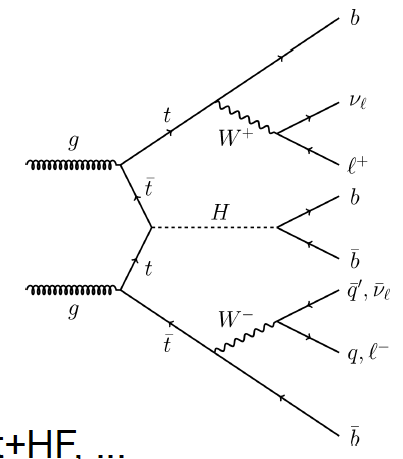 b
t
ν_ℓ
W⁺
g
ℓ⁺
t̄
b
H
t
b̄
g
q̄′, ν̄_ℓ
W⁻
t̄
q, ℓ⁻
b̄
t+HF, ...